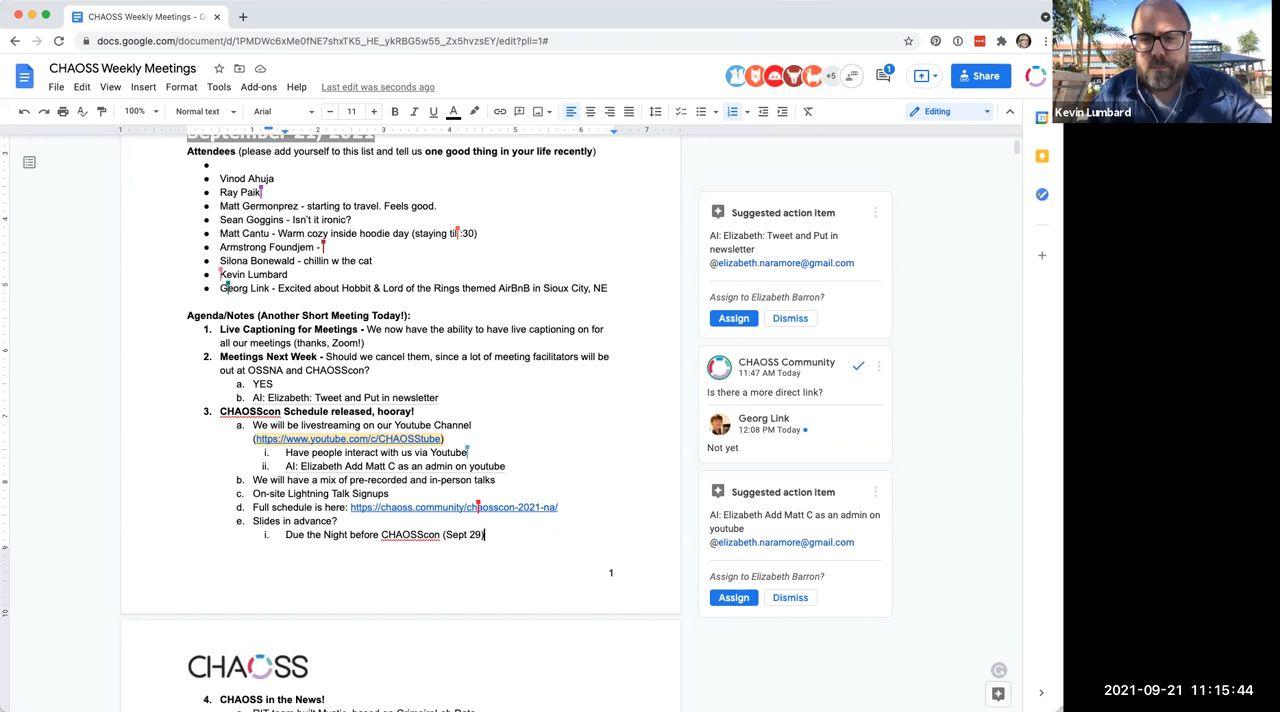 CHAOSS Weekly Meetings - G
docs.google.com/document/d/1PMDWc6xMe0fNE7shxTK5_HE_ykRBG5w55_Zx5hvzsEY/edit?pli=1#
CHAOSS Weekly Meetings
File Edit View Insert Format Tools Add-ons Help Last edit was seconds ago
+5
1
Share
100% Normal text Arial 11 Editing
Kevin Lumbard
September 21, 2021
Attendees (please add yourself to this list and tell us one good thing in your life recently)
Vinod Ahuja
Ray Paik
Matt Germonprez - starting to travel. Feels good.
Sean Goggins - Isn't it ironic?
Matt Cantu - Warm cozy inside hoodie day (staying til :30)
Armstrong Foundjem -
Silona Bonewald - chillin w the cat
Kevin Lumbard
Georg Link - Excited about Hobbit & Lord of the Rings themed AirBnB in Sioux City, NE
Agenda/Notes (Another Short Meeting Today!):
1. Live Captioning for Meetings - We now have the ability to have live captioning on for
all our meetings (thanks, Zoom!)
2. Meetings Next Week - Should we cancel them, since a lot of meeting facilitators will be
out at OSSNA and CHAOSScon?
a. YES
b. AI: Elizabeth: Tweet and Put in newsletter
3. CHAOSScon Schedule released, hooray!
a. We will be livestreaming on our Youtube Channel
(https://www.youtube.com/c/CHAOSStube)
i. Have people interact with us via Youtube
ii. AI: Elizabeth Add Matt C as an admin on youtube
b. We will have a mix of pre-recorded and in-person talks
c. On-site Lightning Talk Signups
d. Full schedule is here: https://chaoss.community/chaosscon-2021-na/
e. Slides in advance?
i. Due the Night before CHAOSScon (Sept 29)
1
CHAOSS
4. CHAOSS in the News!
Suggested action item
AI: Elizabeth: Tweet and Put in
newsletter
@elizabeth.naramore@gmail.com
Assign to Elizabeth Barron?
Assign Dismiss
CHAOSS Community
11:47 AM Today
Is there a more direct link?
Georg Link
12:08 PM Today
Not yet
Suggested action item
AI: Elizabeth Add Matt C as an admin on
youtube
@elizabeth.naramore@gmail.com
Assign to Elizabeth Barron?
Assign Dismiss
2021-09-21 11:15:44